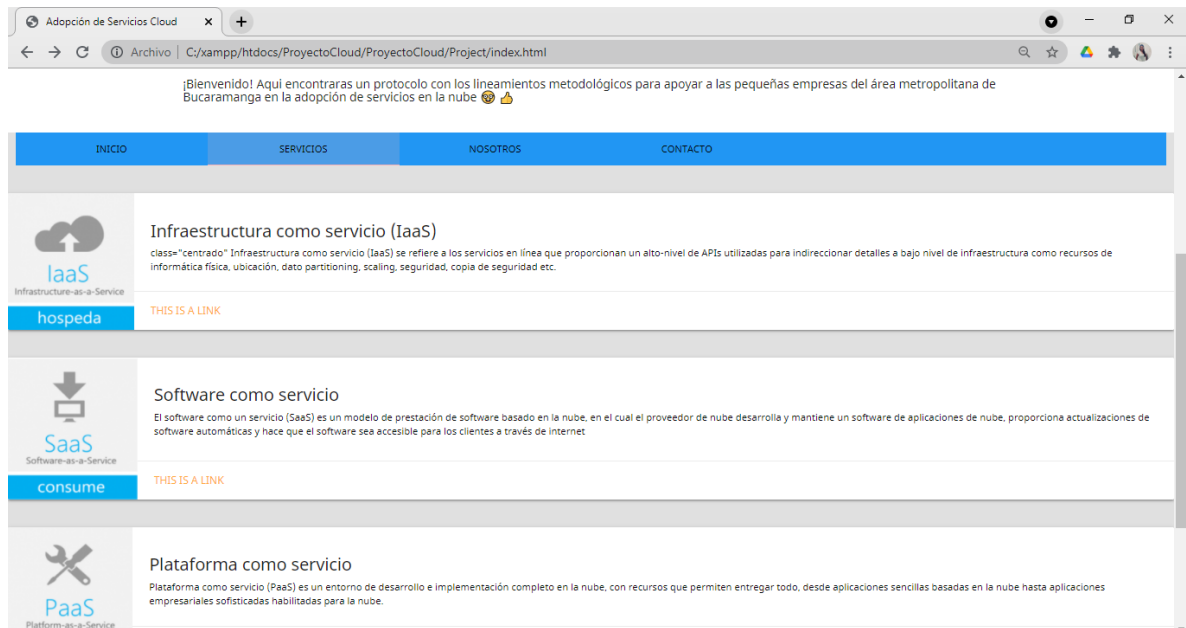 Adopción de Servicios Cloud
Archivo | C:/xampp/htdocs/ProyectoCloud/ProyectoCloud/Project/index.html
¡Bienvenido! Aqui encontraras un protocolo con los lineamientos metodológicos para apoyar a las pequeñas empresas del área metropolitana de
Bucaramanga en la adopción de servicios en la nube 🤓 👍
INICIO SERVICIOS NOSOTROS CONTACTO
IaaS
Infrastructure-as-a-Service
hospeda
Infraestructura como servicio (IaaS)
class="centrado" Infraestructura como servicio (IaaS) se refiere a los servicios en línea que proporcionan un alto-nivel de APIs utilizadas para indireccionar detalles a bajo nivel de infraestructura como recursos de
informática física, ubicación, dato partitioning, scaling, seguridad, copia de seguridad etc.
THIS IS A LINK
SaaS
Software-as-a-Service
consume
Software como servicio
El software como un servicio (SaaS) es un modelo de prestación de software basado en la nube, en el cual el proveedor de nube desarrolla y mantiene un software de aplicaciones de nube, proporciona actualizaciones de
software automáticas y hace que el software sea accesible para los clientes a través de internet
THIS IS A LINK
PaaS
Platform-as-a-Service
Plataforma como servicio
Plataforma como servicio (PaaS) es un entorno de desarrollo e implementación completo en la nube, con recursos que permiten entregar todo, desde aplicaciones sencillas basadas en la nube hasta aplicaciones
empresariales sofisticadas habilitadas para la nube.